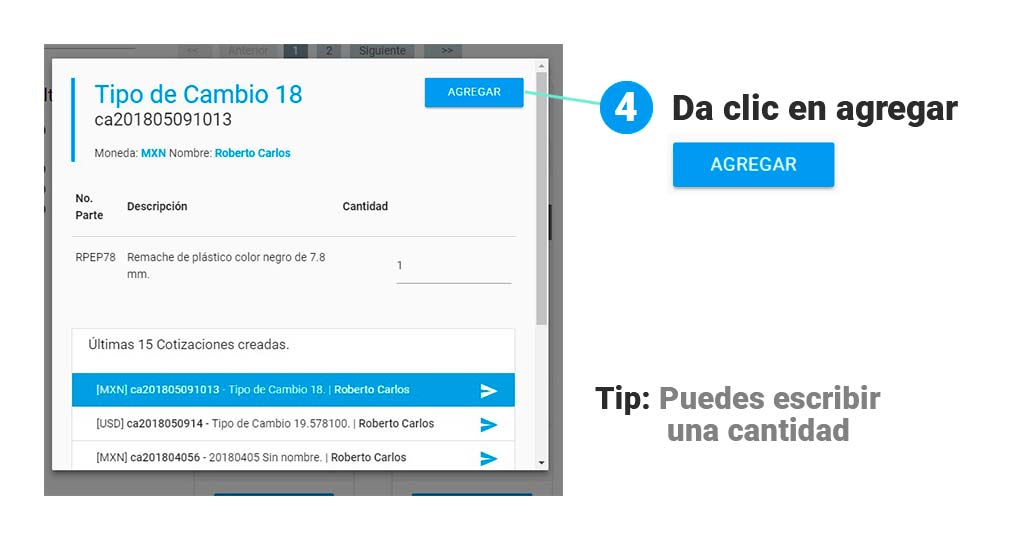 << Anterior 1 2 Siguiente >>
Tipo de Cambio 18
AGREGAR
ca201805091013
Moneda: MXN Nombre: Roberto Carlos
No.
Parte
Descripción
Cantidad
RPEP78
Remache de plástico color negro de 7.8
mm.
1
Últimas 15 Cotizaciones creadas.
[MXN] ca201805091013 - Tipo de Cambio 18. | Roberto Carlos
[USD] ca2018050914 - Tipo de Cambio 19.578100. | Roberto Carlos
[MXN] ca201804056 - 20180405 Sin nombre. | Roberto Carlos
4 Da clic en agregar
AGREGAR
Tip: Puedes escribir
una cantidad